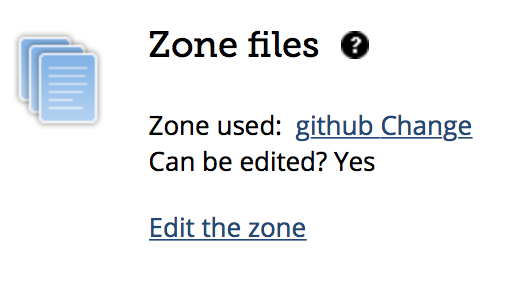 Zone files ?
Zone used: github Change
Can be edited? Yes
Edit the zone